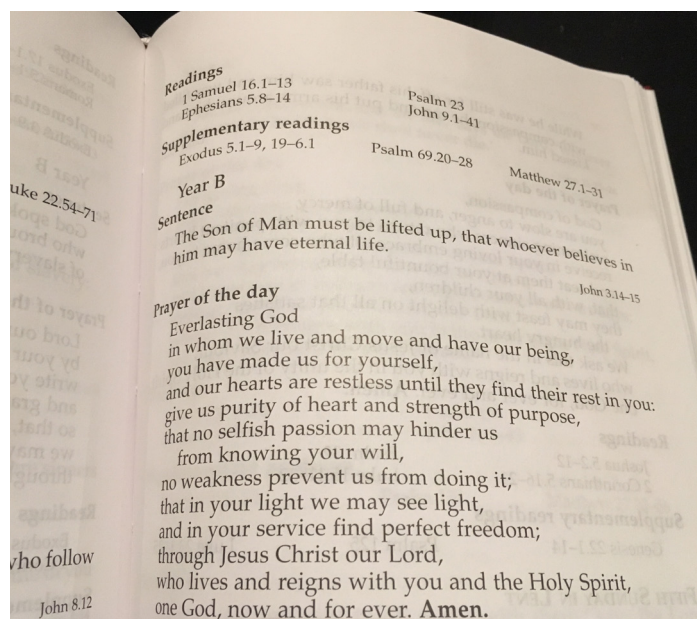 uke 22.54–71
who follow
John 8.12
Readings
1 Samuel 16.1–13 Psalm 23
Ephesians 5.8–14 John 9.1–41
Supplementary readings
Exodus 5.1–9, 19–6.1 Psalm 69.20–28 Matthew 27.1–31
Year B
Sentence
The Son of Man must be lifted up, that whoever believes in
him may have eternal life.
John 3.14–15
Prayer of the day
Everlasting God
in whom we live and move and have our being,
you have made us for yourself,
and our hearts are restless until they find their rest in you:
give us purity of heart and strength of purpose,
that no selfish passion may hinder us
from knowing your will,
no weakness prevent us from doing it;
that in your light we may see light,
and in your service find perfect freedom;
through Jesus Christ our Lord,
who lives and reigns with you and the Holy Spirit,
one God, now and for ever. Amen.